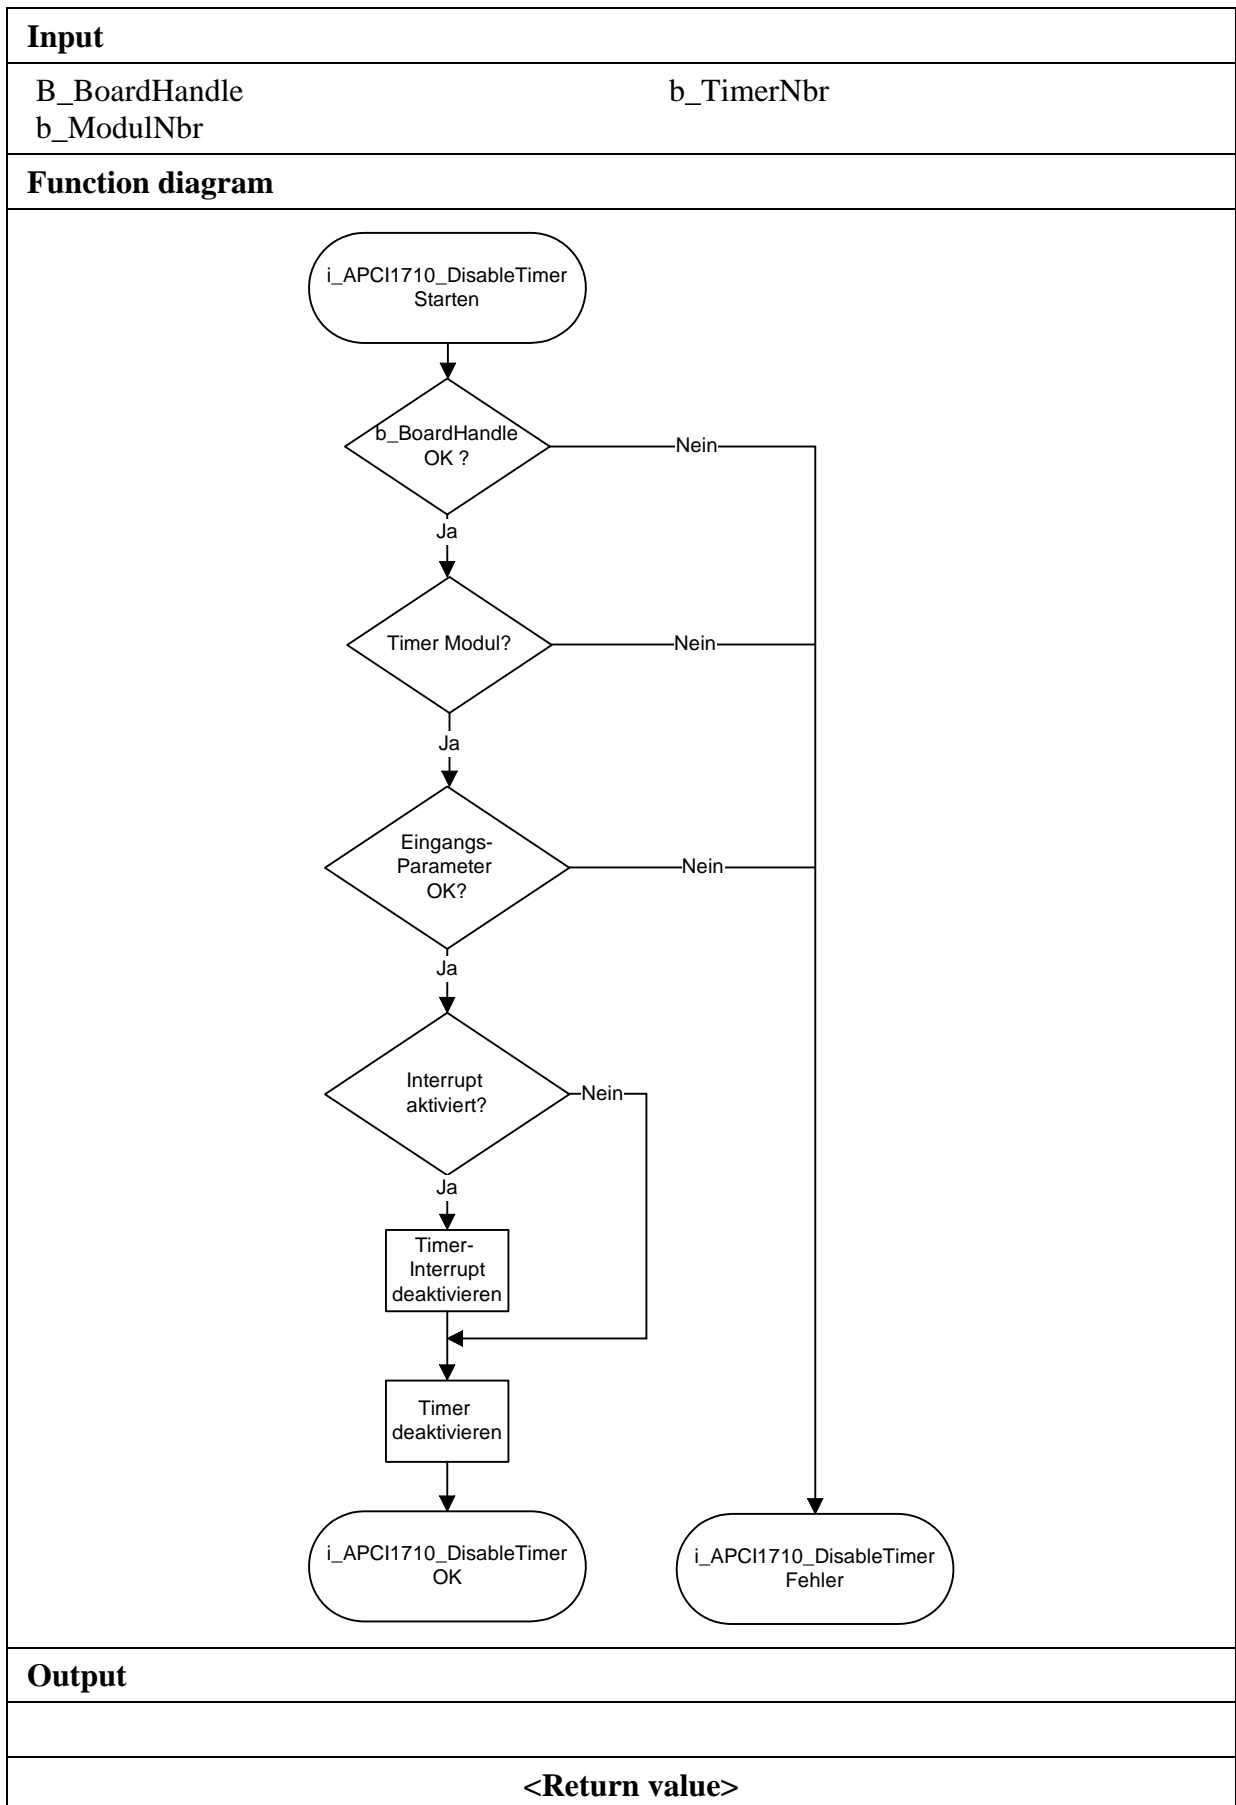 Input
B_BoardHandle b_TimerNbr
b_ModulNbr
Function diagram
i_APCI1710_DisableTimer
Starten
b_BoardHandle
OK ?
Nein
Ja
Timer Modul?
Nein
Ja
Eingangs-
Parameter
OK?
Nein
Ja
Interrupt
aktiviert?
Nein
Ja
Timer-
Interrupt
deaktivieren
Timer
deaktivieren
i_APCI1710_DisableTimer
OK
i_APCI1710_DisableTimer
Fehler
Output
<Return value>